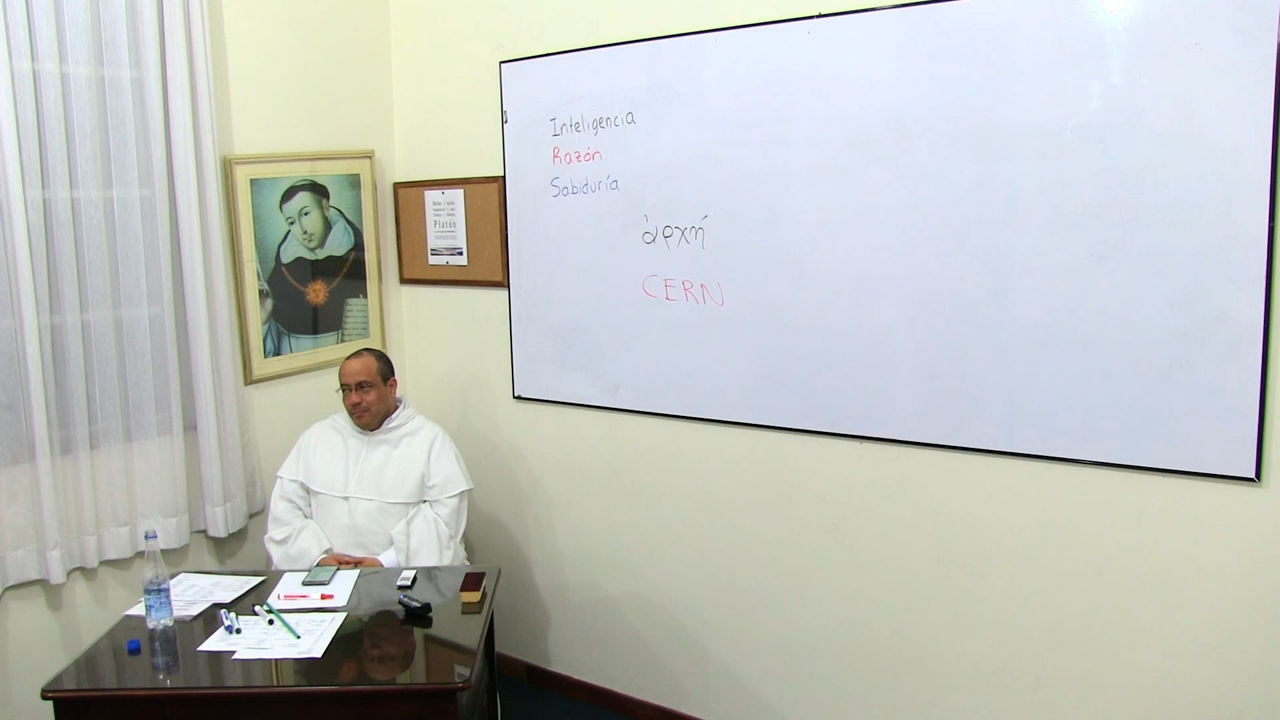 Inteligencia
Razón
Sabiduría
ἀρχή
CERN
Platón